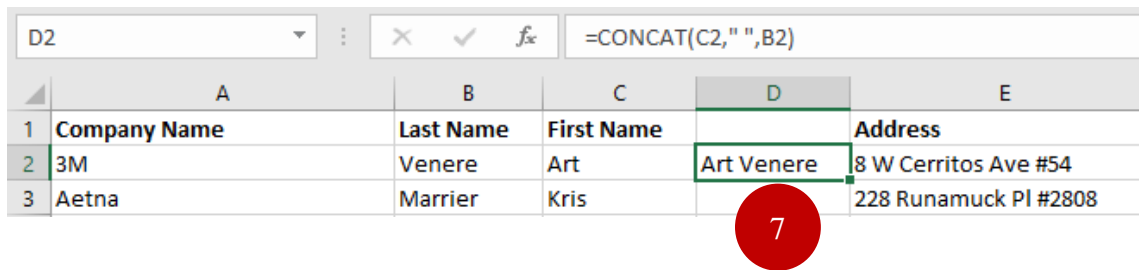 D2 fx =CONCAT(C2," ",B2)
A B C D E
1 Company Name Last Name First Name Address
2 3M Venere Art Art Venere 8 W Cerritos Ave #54
3 Aetna Marrier Kris 228 Runamuck Pl #2808
7